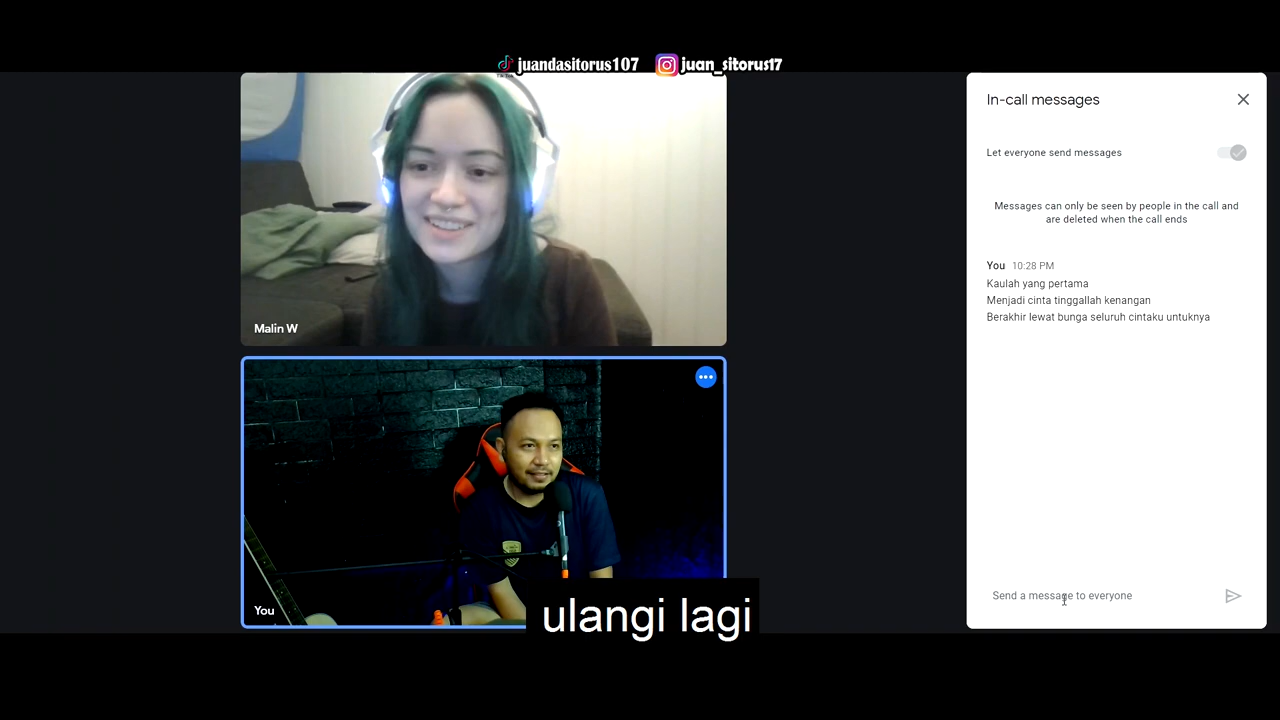 juandasitorus107 juan_sitorus17
In-call messages
Let everyone send messages
Messages can only be seen by people in the call and
are deleted when the call ends
You 10:28 PM
Kaulah yang pertama
Menjadi cinta tinggallah kenangan
Berakhir lewat bunga seluruh cintaku untuknya
Send a message to everyone
Malin W
You
ulangi lagi